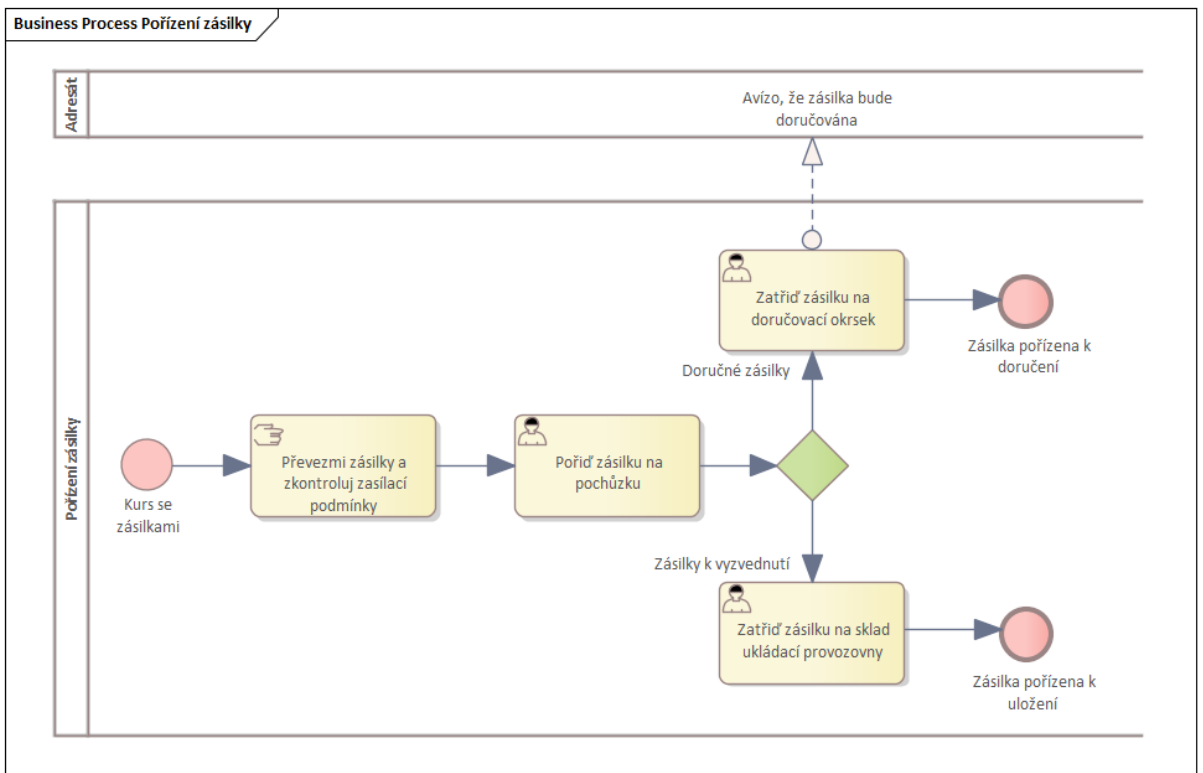 Business Process Pořízení zásilky
Adresát
Avízo, že zásilka bude
doručována
Pořízení zásilky
Kurs se
zásilkami
Převezmi zásilky a
zkontroluj zasílací
podmínky
Pořiď zásilku na
pochůzku
Doručné zásilky
Zatřiď zásilku na
doručovací okrsek
Zásilka pořízena k
doručení
Zásilky k vyzvednutí
Zatřiď zásilku na sklad
ukládací provozovny
Zásilka pořízena k
uložení